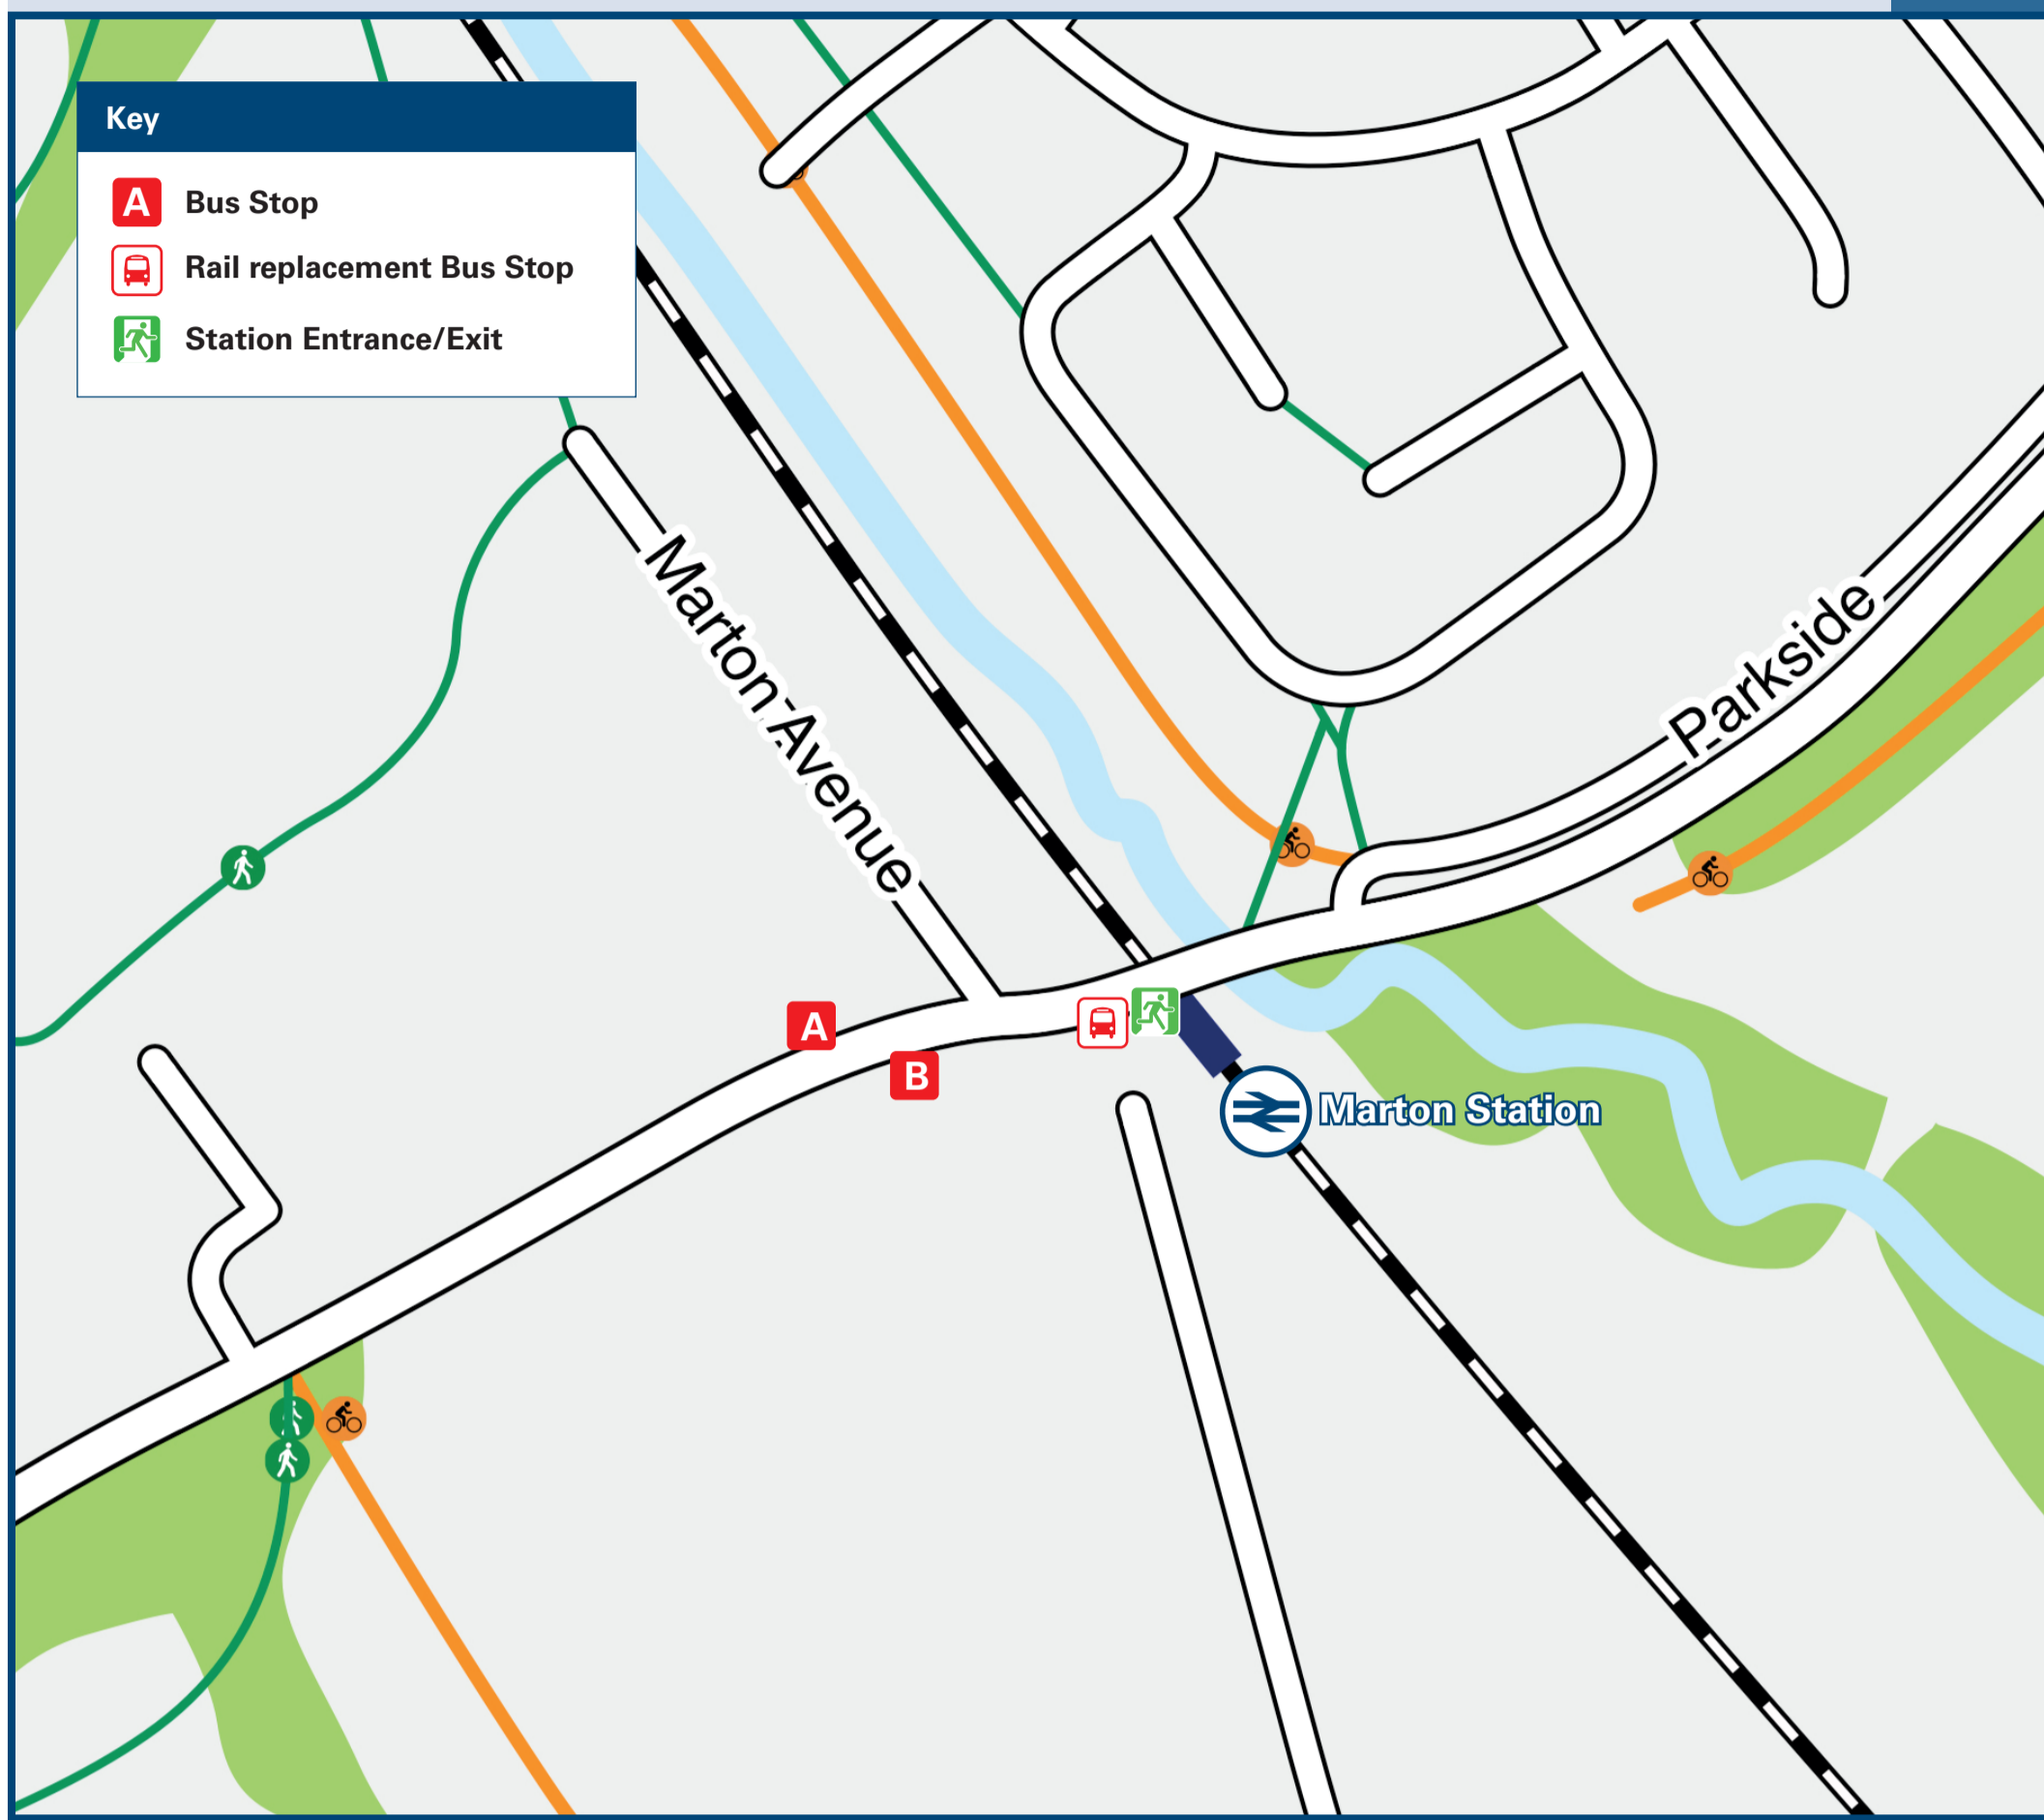 Key
A
Bus Stop
Rail replacement Bus Stop
Station Entrance/Exit
Marton Avenue
Parkside
A
B
Marton Station